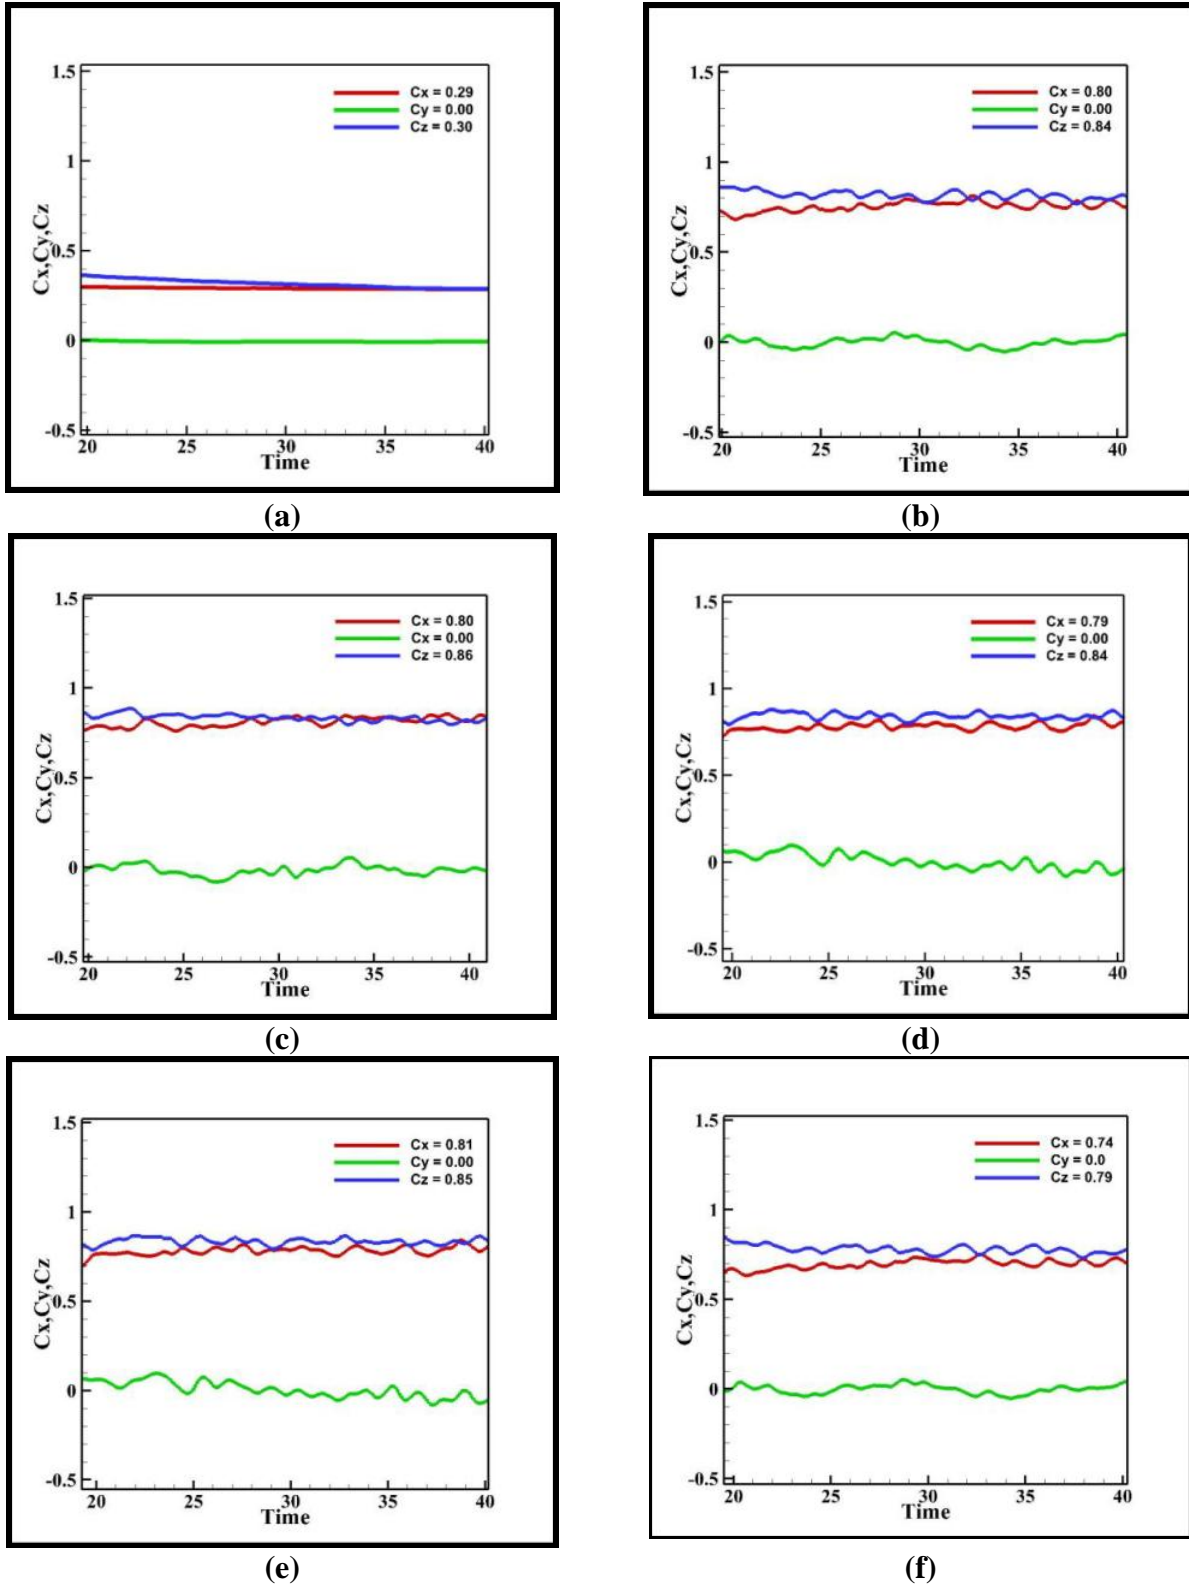 1.5
Cx = 0.29
Cy = 0.00
Cz = 0.30
1
Cx,Cy,Cz
0.5
0
-0.5
20 25 30 35 40
Time
(a)
1.5
Cx = 0.80
Cy = 0.00
Cz = 0.84
1
Cx,Cy,Cz
0.5
0
-0.5
20 25 30 35 40
Time
(b)
1.5
Cx = 0.80
Cx = 0.00
Cz = 0.86
1
Cx,Cy,Cz
0.5
0
-0.5
20 25 30 35 40
Time
(c)
1.5
Cx = 0.79
Cy = 0.00
Cz = 0.84
1
Cx,Cy,Cz
0.5
0
-0.5
20 25 30 35 40
Time
(d)
1.5
Cx = 0.81
Cy = 0.00
Cz = 0.85
1
Cx,Cy,Cz
0.5
0
-0.5
20 25 30 35 40
Time
(e)
1.5
Cx = 0.74
Cy = 0.0
Cz = 0.79
1
Cx,Cy,Cz
0.5
0
-0.5
20 25 30 35 40
Time
(f)